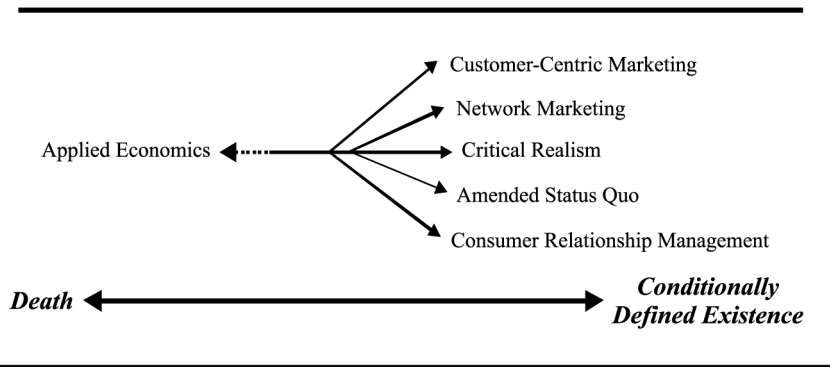 Customer-Centric Marketing
Network Marketing
Applied Economics
Critical Realism
Amended Status Quo
Consumer Relationship Management
Death
Conditionally
Defined Existence